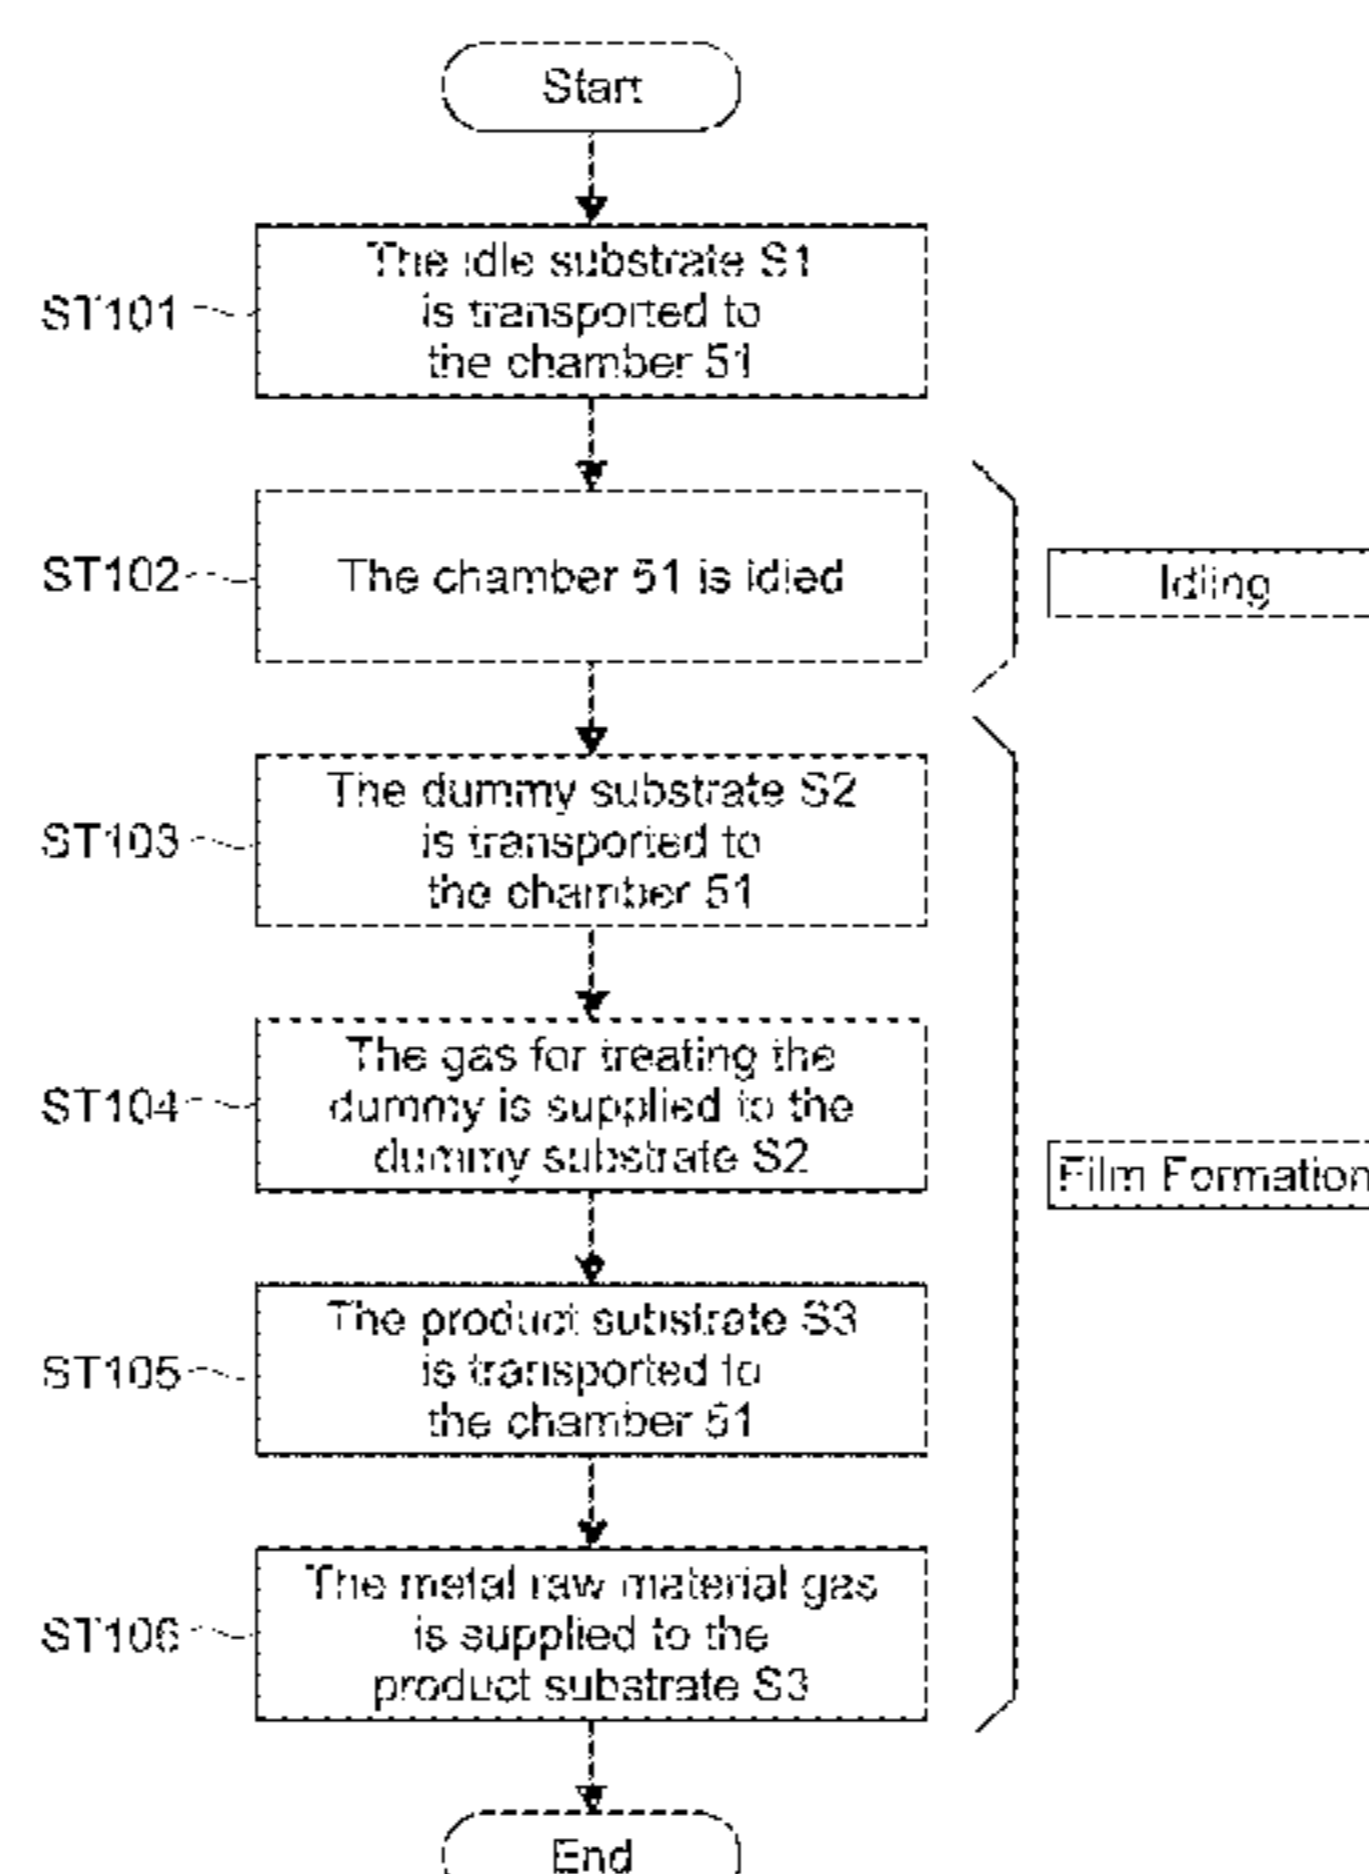 Start
The idle substrate S1
is transported to
the chamber 51
ST101
The chamber 51 is idled
ST102
Idling
The dummy substrate S2
is transported to
the chamber 51
ST103
The gas for treating the
dummy is supplied to the
dummy substrate S2
ST104
Film Formation
The product substrate S3
is transported to
the chamber 51
ST105
The metal raw material gas
is supplied to the
product substrate S3
ST106
End